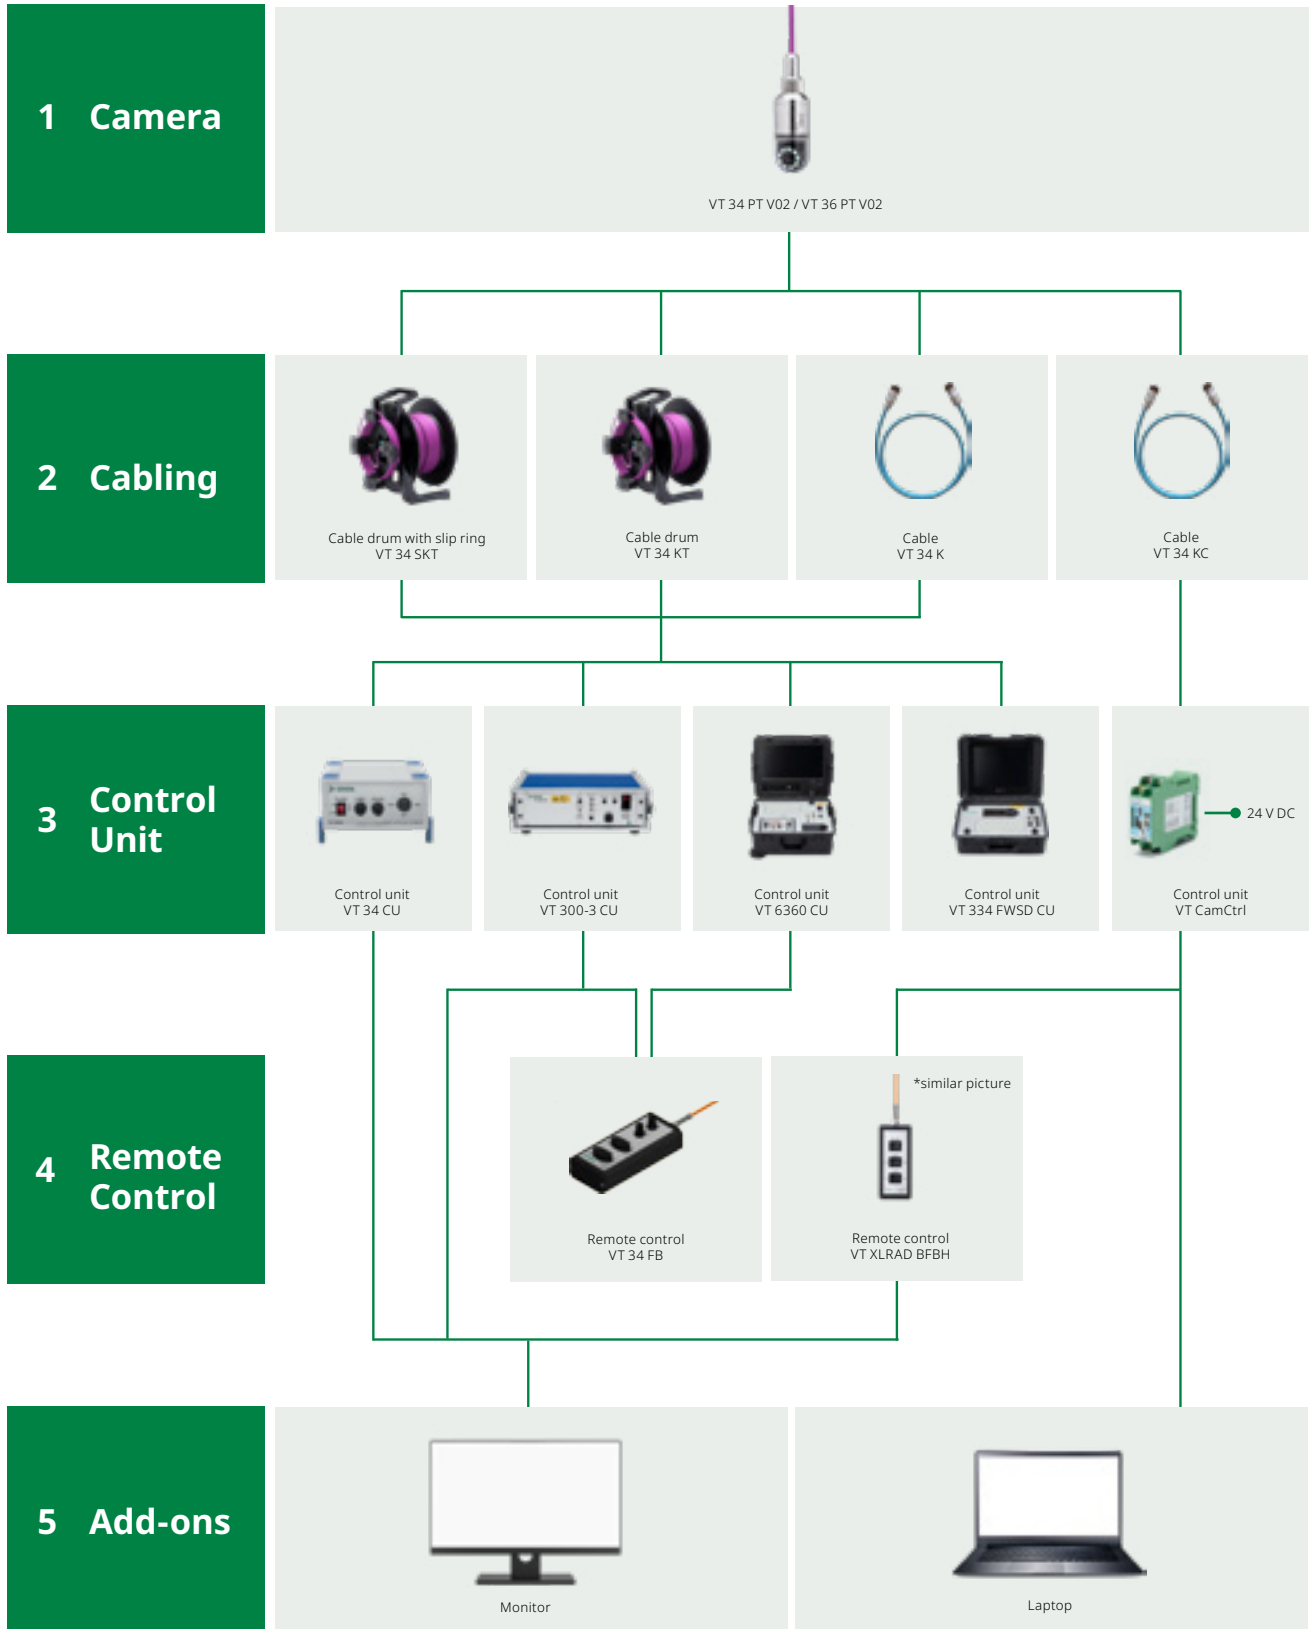 1 Camera
VT 34 PT V02 / VT 36 PT V02
2 Cabling
Cable drum with slip ring
VT 34 SKT
Cable drum
VT 34 KT
Cable
VT 34 K
Cable
VT 34 KC
3 Control
Unit
Control unit
VT 34 CU
Control unit
VT 300-3 CU
Control unit
VT 6360 CU
Control unit
VT 334 FWSD CU
24 V DC
Control unit
VT CamCtrl
4 Remote
Control
Remote control
VT 34 FB
*similar picture
Remote control
VT XLRAD BFBH
5 Add-ons
Monitor
Laptop